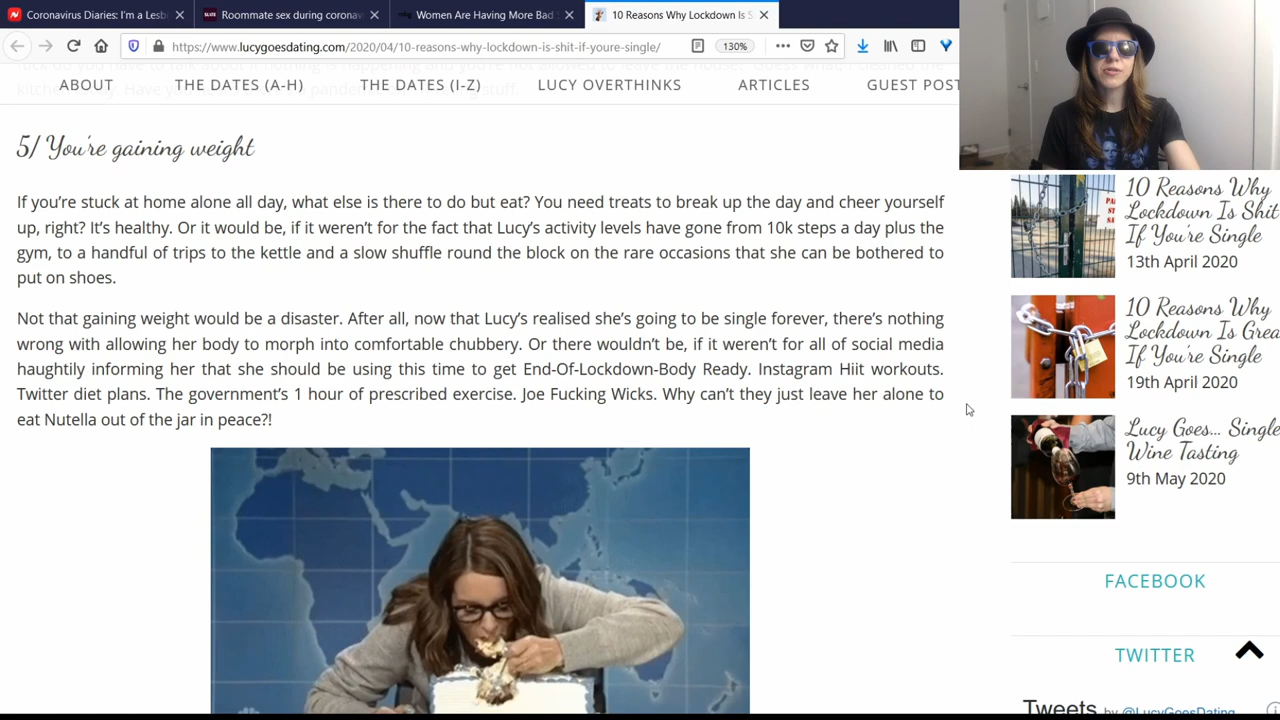 Coronavirus Diaries: I'm a Lesb
Roommate sex during coronav
Women Are Having More Bad S
10 Reasons Why Lockdown Is S
https://www.lucygoesdating.com/2020/04/10-reasons-why-lockdown-is-shit-if-youre-single/
130%
ABOUT THE DATES (A-H) THE DATES (I-Z) LUCY OVERTHINKS ARTICLES GUEST POST
5/ You're gaining weight
If you're stuck at home alone all day, what else is there to do but eat? You need treats to break up the day and cheer yourself
up, right? It's healthy. Or it would be, if it weren't for the fact that Lucy's activity levels have gone from 10k steps a day plus the
gym, to a handful of trips to the kettle and a slow shuffle round the block on the rare occasions that she can be bothered to
put on shoes.
Not that gaining weight would be a disaster. After all, now that Lucy's realised she's going to be single forever, there's nothing
wrong with allowing her body to morph into comfortable chubbery. Or there wouldn't be, if it weren't for all of social media
haughtily informing her that she should be using this time to get End-Of-Lockdown-Body Ready. Instagram Hiit workouts.
Twitter diet plans. The government's 1 hour of prescribed exercise. Joe Fucking Wicks. Why can't they just leave her alone to
eat Nutella out of the jar in peace?!
10 Reasons Why
Lockdown Is Shit
If You're Single
13th April 2020
10 Reasons Why
Lockdown Is Grea
If You're Single
19th April 2020
Lucy Goes... Single
Wine Tasting
9th May 2020
FACEBOOK
TWITTER
Tweets by @LucyGoesDating